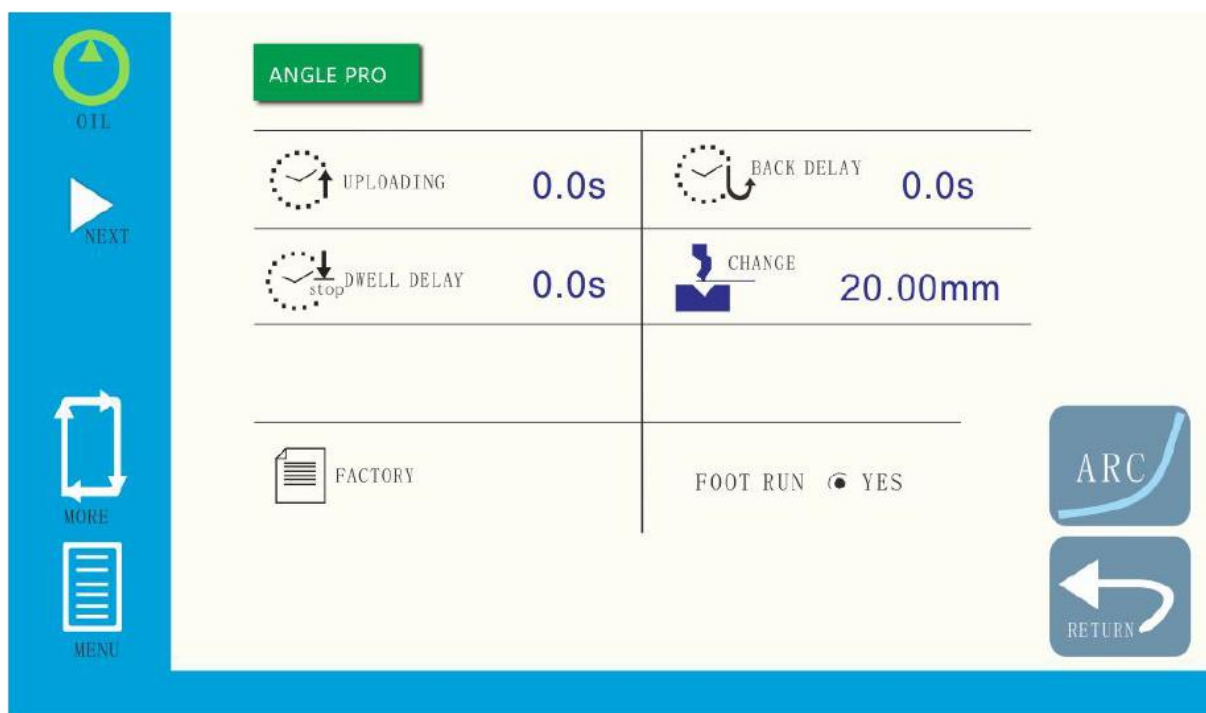 OIL
NEXT
MORE
MENU
ANGLE PRO
UPLOADING 0.0s
BACK DELAY 0.0s
stop DWELL DELAY 0.0s
CHANGE 20.00mm
FACTORY
FOOT RUN YES
ARC
RETURN